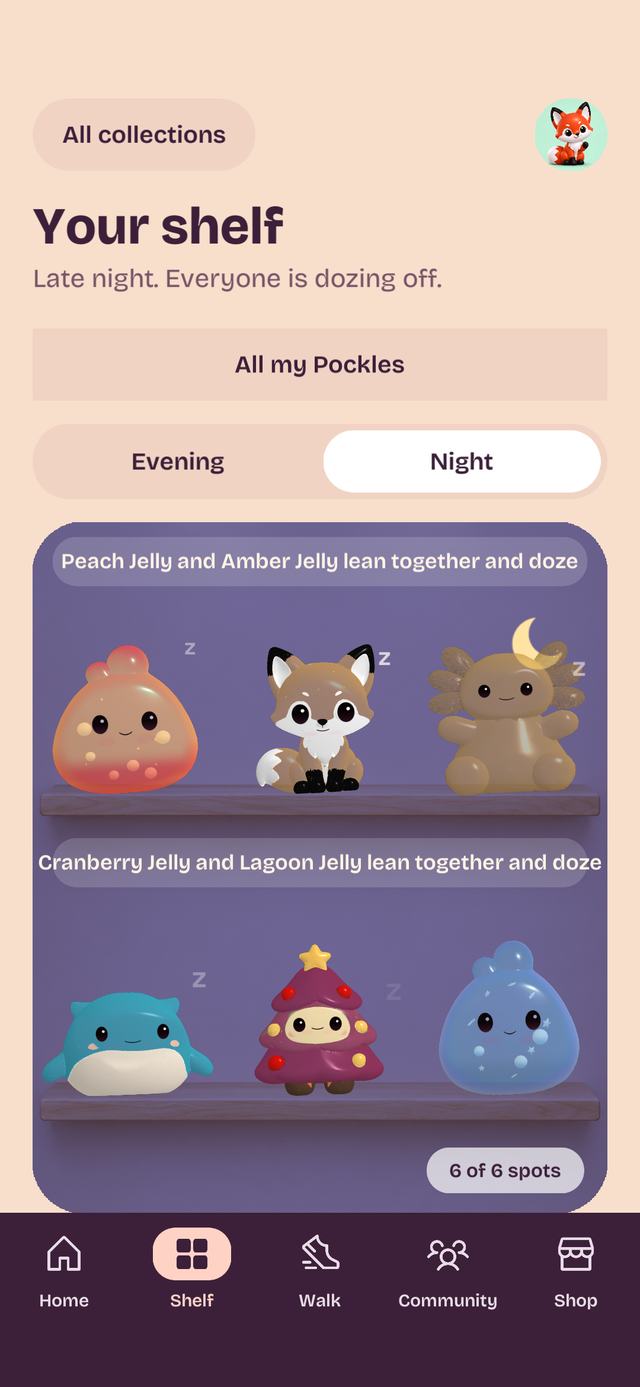 All collections
Your shelf
Late night. Everyone is dozing off.
All my Pockles
Evening
Night
Peach Jelly and Amber Jelly lean together and doze
z
z
z
Cranberry Jelly and Lagoon Jelly lean together and doze
z
z
6 of 6 spots
Home
Shelf
Walk
Community
Shop